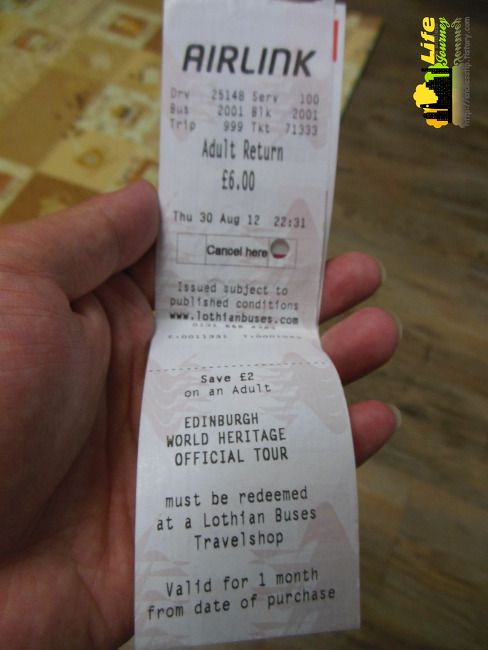 AIRLINK
Drv 25148 Serv 100
Bus 2001 Blk 2001
Trip 999 Tkt 71333
Adult Return
£6.00
Thu 30 Aug 12 22:31
Cancel here
Issued subject to
published conditions
www.lothianbuses.com
Save £2
on an Adult
EDINBURGH
WORLD HERITAGE
OFFICIAL TOUR
must be redeemed
at a Lothian Buses
Travelshop
Valid for 1 month
from date of purchase
Life
Journey